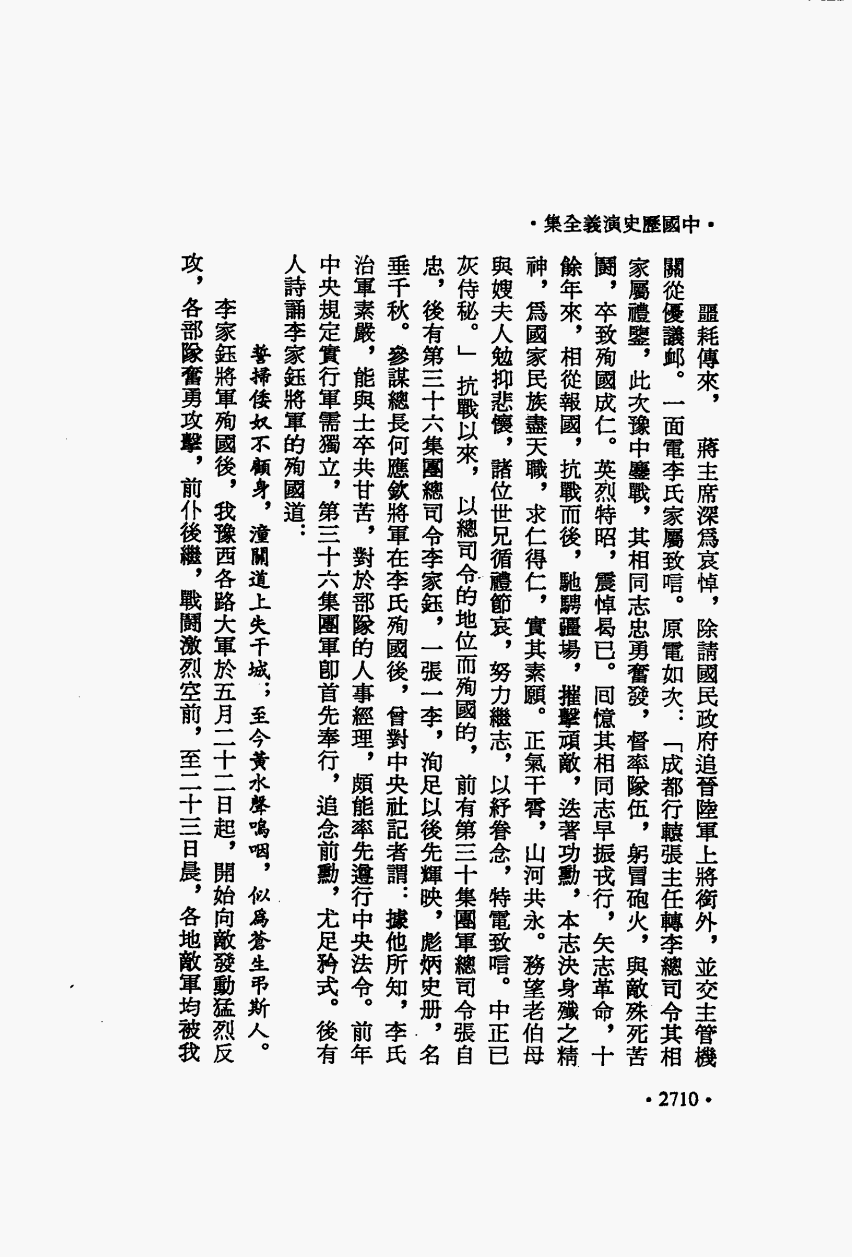 •中國歷史演義全集•
噩耗傳來,　蔣主席深爲哀悼,除請國民政府追晉陸軍上將銜外,並交主管機
關從優議卹。一面電李氏家屬致唁。原電如次:「成都行轅張主任轉李總司令其相
家屬禮鑒,此次豫中鏖戰,其相同志忠勇奮發,督率隊伍,躬冒砲火,與敵殊死苦
鬪,卒致殉國成仁。英烈特昭,震悼曷已。囘憶其相同志早振戎行,矢志革命,十
餘年來,相從報國,抗戰而後,馳騁疆場,摧擊頑敵,迭著功勳,本志決身殲之精
神,爲國家民族盡天職,求仁得仁,實其素願。正氣干霄,山河共永。務望老伯母
與嫂夫人勉抑悲懷,諸位世兄循禮節哀,努力繼志,以紓眷念,特電致唁。中正已
灰侍秘。」抗戰以來,以總司令的地位而殉國的,前有第三十集團軍總司令張自
忠,後有第三十六集團總司令李家鈺,一張一李,洵足以後先輝映,彪炳史册,名
垂千秋。參謀總長何應欽將軍在李氏殉國後,曾對中央社記者謂:據他所知,李氏
治軍素嚴,能與士卒共甘苦,對於部隊的人事經理,頗能率先遵行中央法令。前年
中央規定實行軍需獨立,第三十六集團軍卽首先奉行,追念前勳,尤足矜式。後有
人詩誦李家鈺將軍的殉國道:
誓掃倭奴不顧身,潼關道上失干城;至今黃水聲嗚咽,似爲蒼生弔斯人。
李家鈺將軍殉國後,我豫西各路大軍於五月二十二日起,開始向敵發動猛烈反
攻,各部隊奮勇攻擊,前仆後繼,戰鬪激烈空前,至二十三日晨,各地敵軍均被我
•2710•